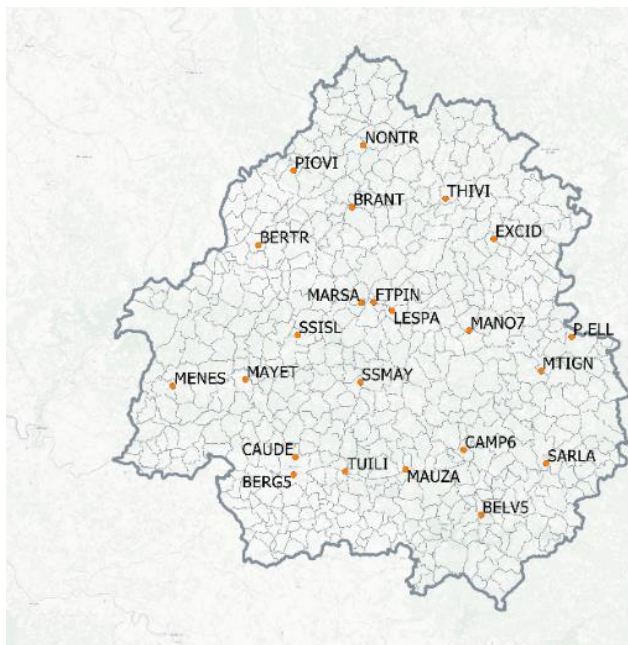 NONTR
PIOVI
BRANT
THIVI
EXCID
BERTR
MARSA
FTPIN
LESPA
SSISL
MANO7
P.ELL
MTIGN
MENES
MAYET
SSMAY
CAUDE
CAMP6
BERG5
TUILI
MAUZA
SARLA
BELV5